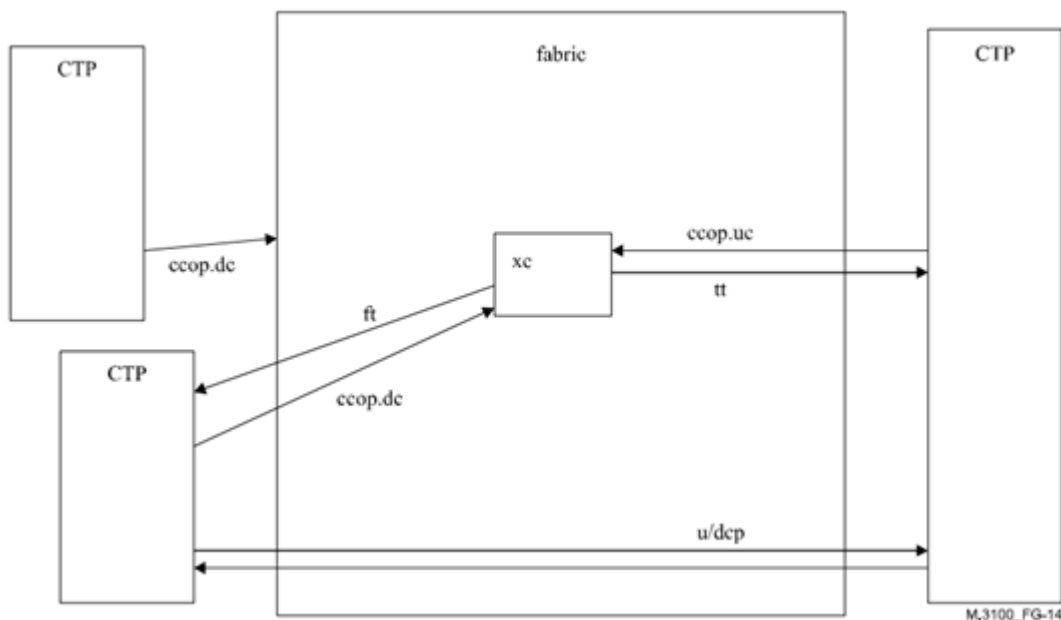 fabric
CTP
CTP
ccop.dc
ccop.uc
xc
tt
ft
CTP
ccop.dc
u/dcp
M.3100_FG-14